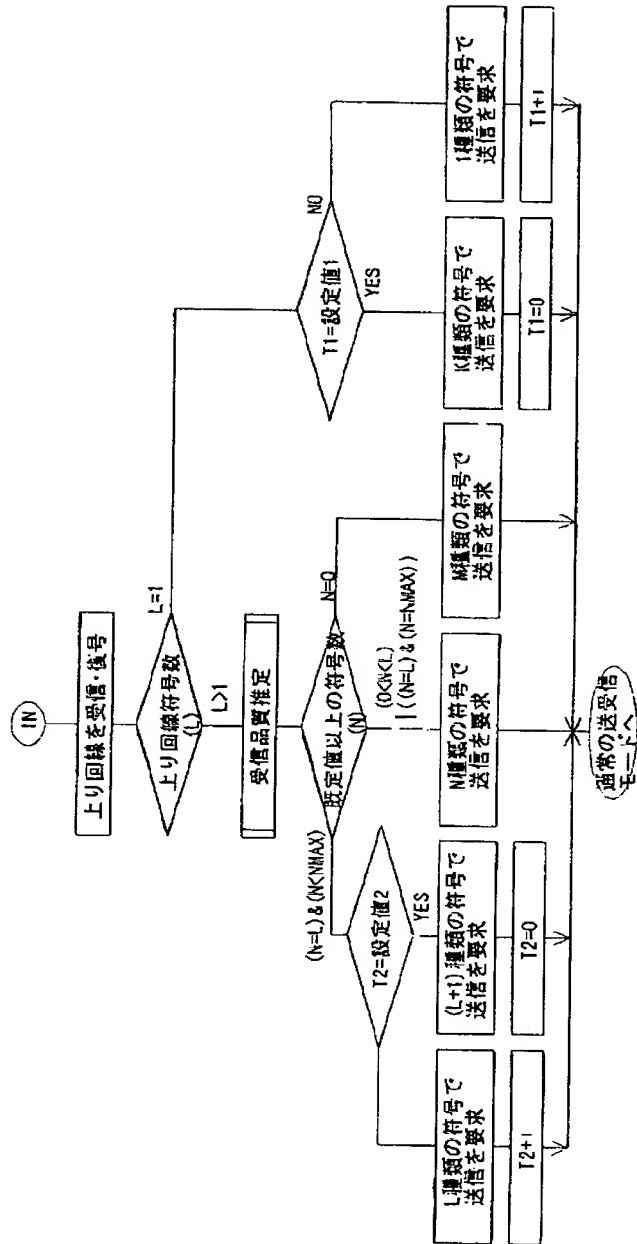 IN
上り回線を受信・復号
上り回線符号数
(L)
L=1
L>1
受信品質推定
既定値以上の符号数
(N)
(N=L)&(N<NMAX)
N=0
(0<N<L)
|((N=L)&(N=NMAX))
T2=設定値2
YES
T1=設定値1
NO
YES
L種類の符号で
送信を要求
T2+1
(L+1)種類の符号で
送信を要求
T2=0
N種類の符号で
送信を要求
M種類の符号で
送信を要求
K種類の符号で
送信を要求
T1=0
1種類の符号で
送信を要求
T1+1
通常の送受信
モードへ